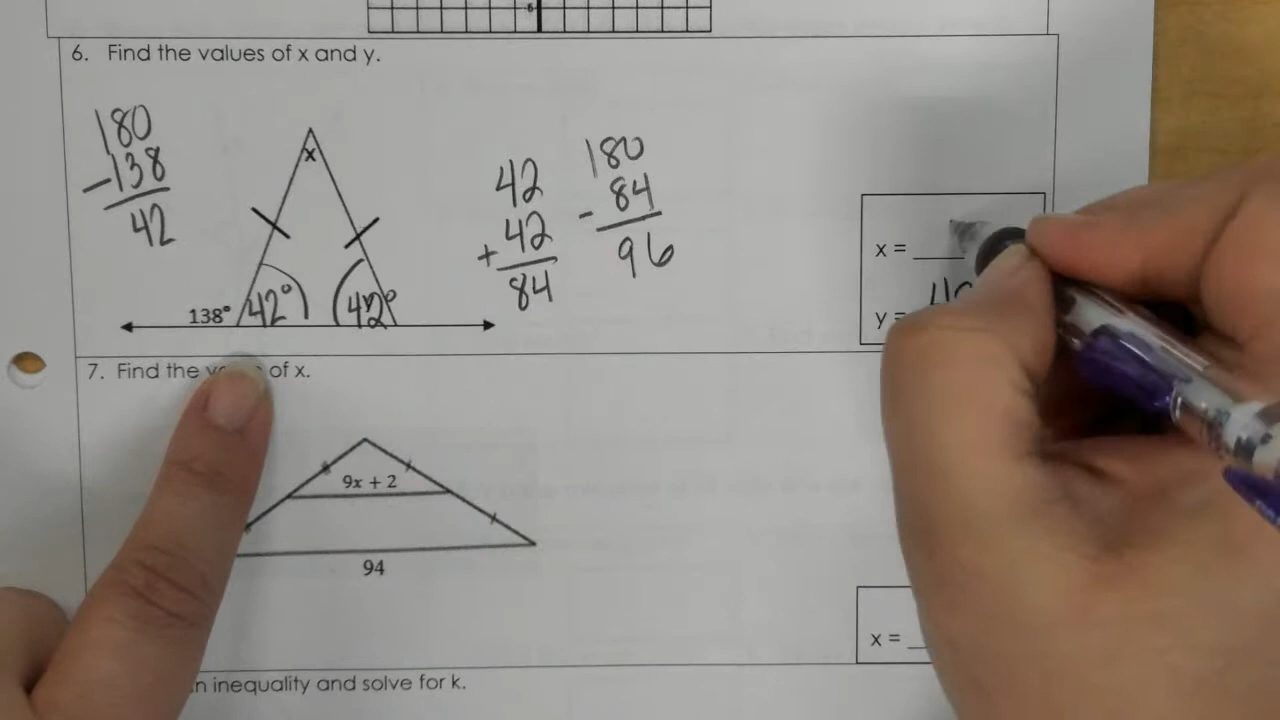 6
6. Find the values of x and y.
180
-138
42
x
138°
42°
42°
42
+ 42
84
180
- 84
96
x =
y =
7. Find the of x.
9x + 2
94
x =
n inequality and solve for k.